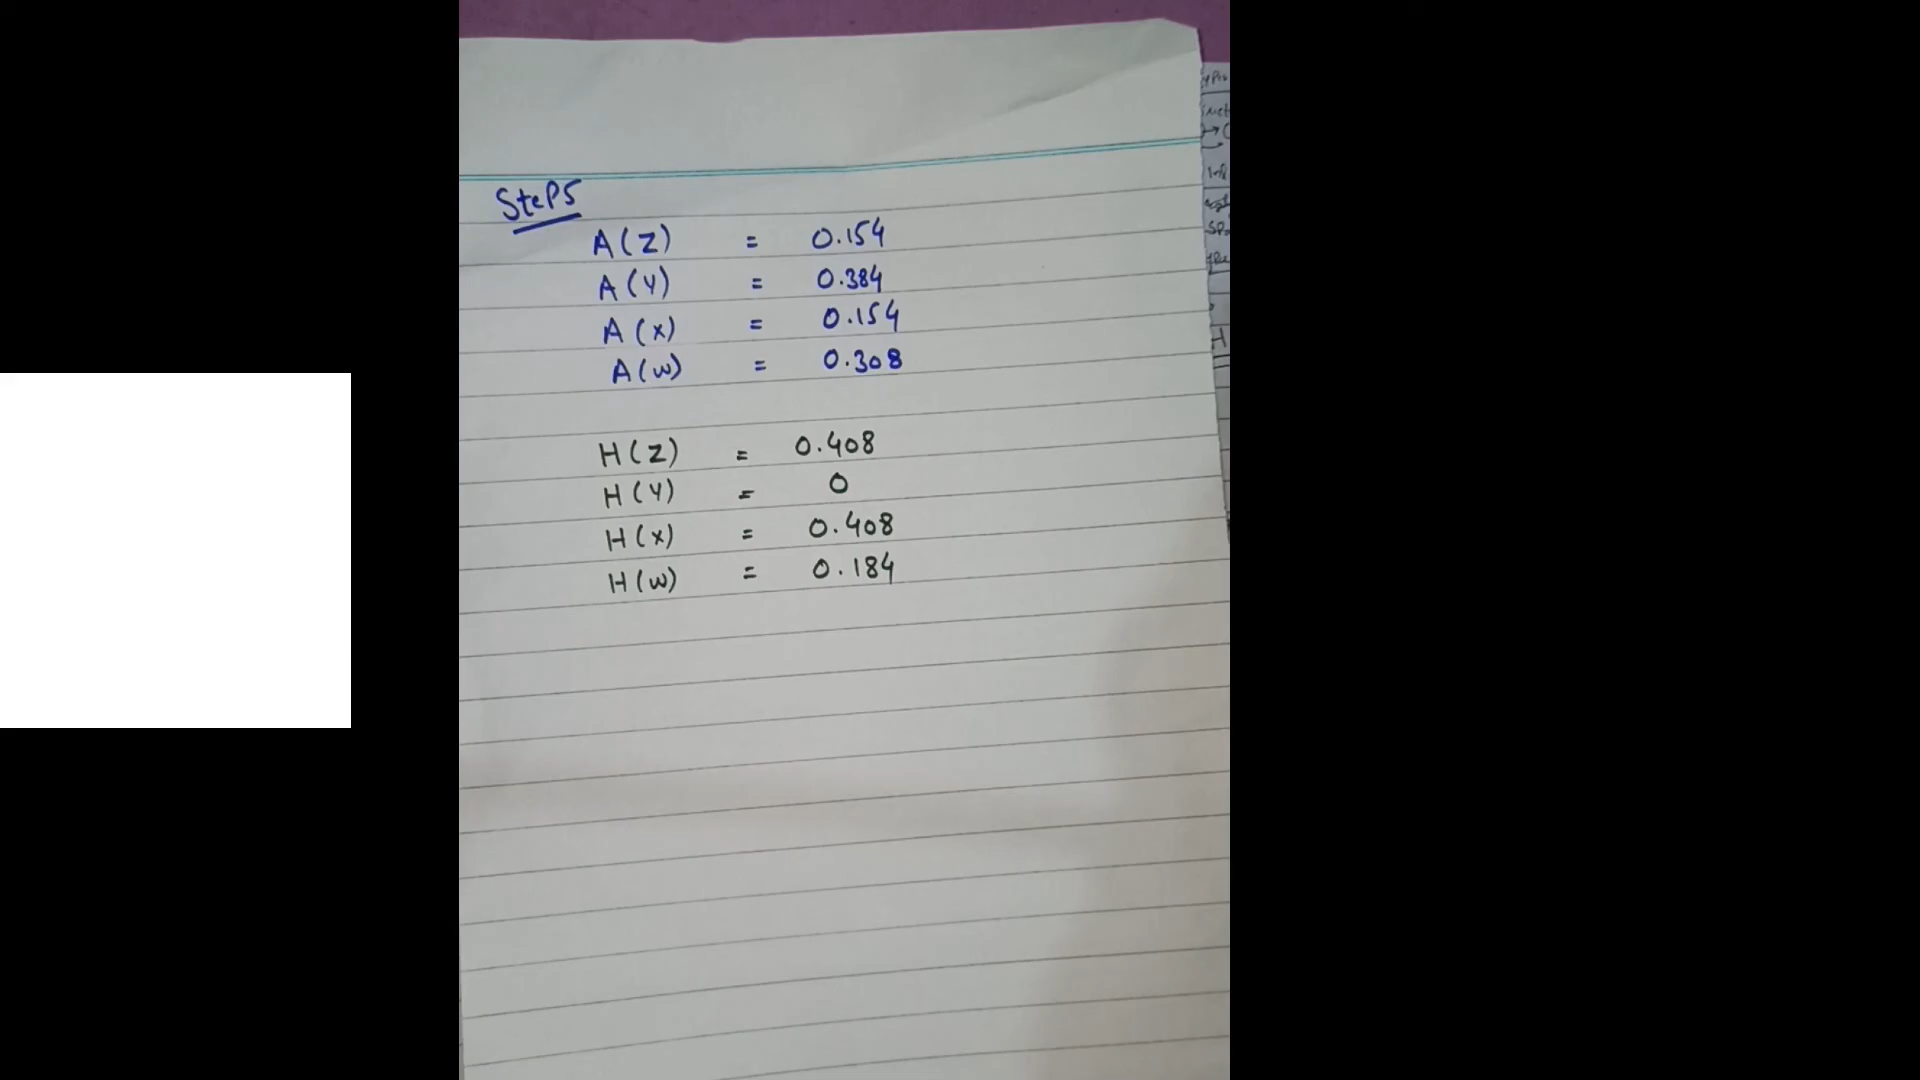 Step5
A(Z) = 0.154
A(Y) = 0.384
A(x) = 0.154
A(w) = 0.308
H(Z) = 0.408
H(Y) = 0
H(x) = 0.408
H(w) = 0.184